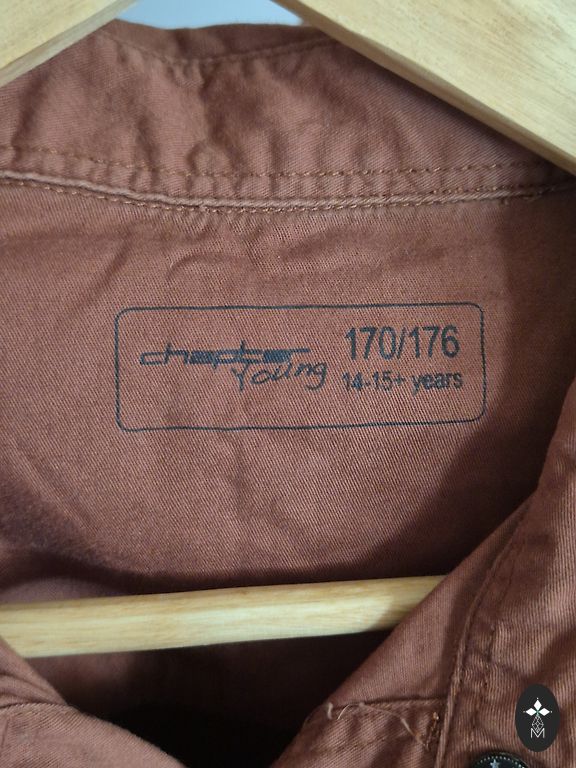 chapter 170/176
Young 14-15+ years
M